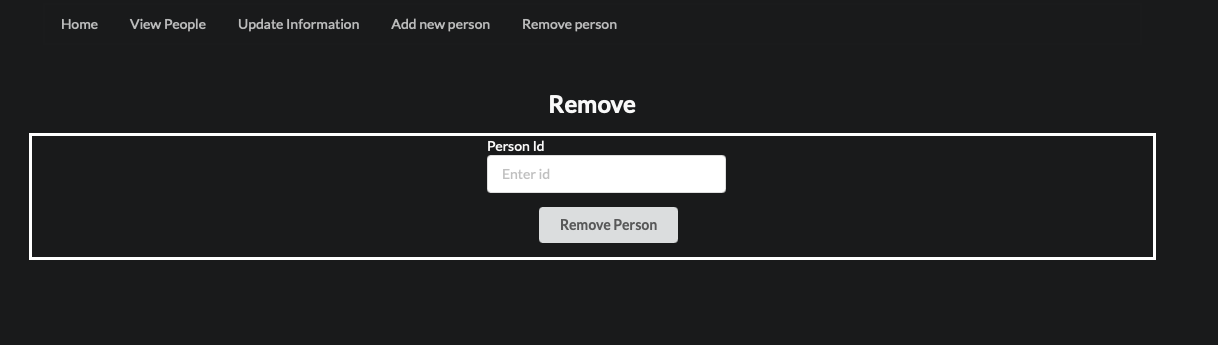 Home View People Update Information Add new person Remove person
Remove
Person Id
Enter id
Remove Person